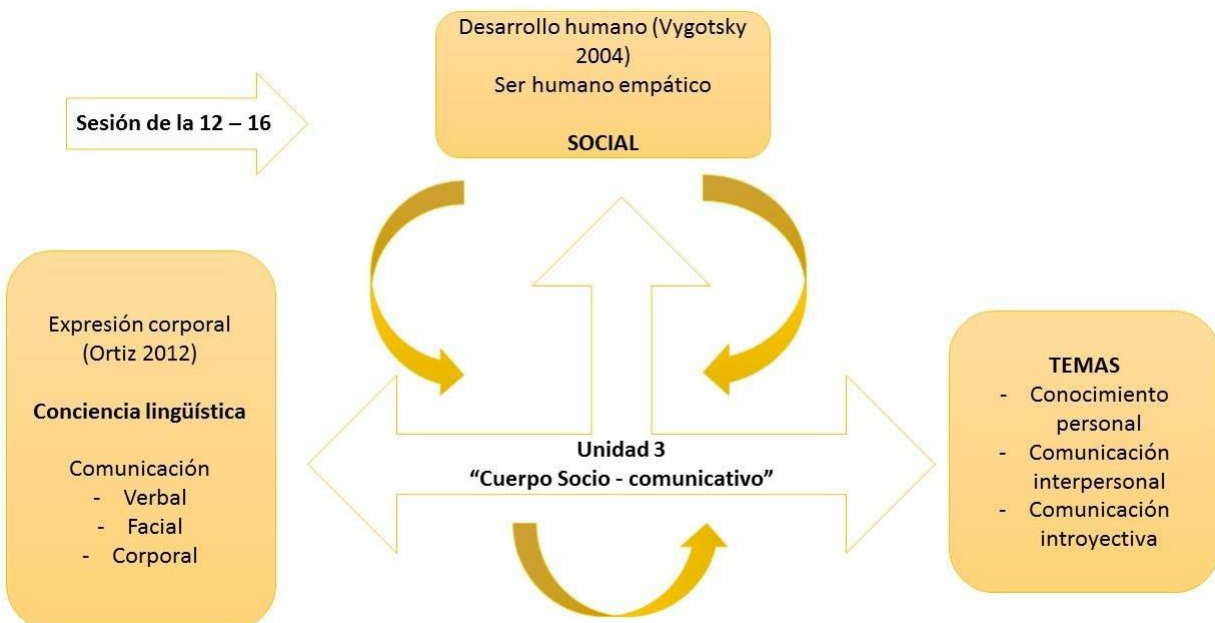 Desarrollo humano (Vygotsky
2004)
Ser humano empático
SOCIAL
Sesión de la 12 – 16
Expresión corporal
(Ortiz 2012)
Conciencia lingüística
Comunicación
- Verbal
- Facial
- Corporal
Unidad 3
“Cuerpo Socio - comunicativo”
TEMAS
- Conocimiento
personal
- Comunicación
interpersonal
- Comunicación
introyectiva